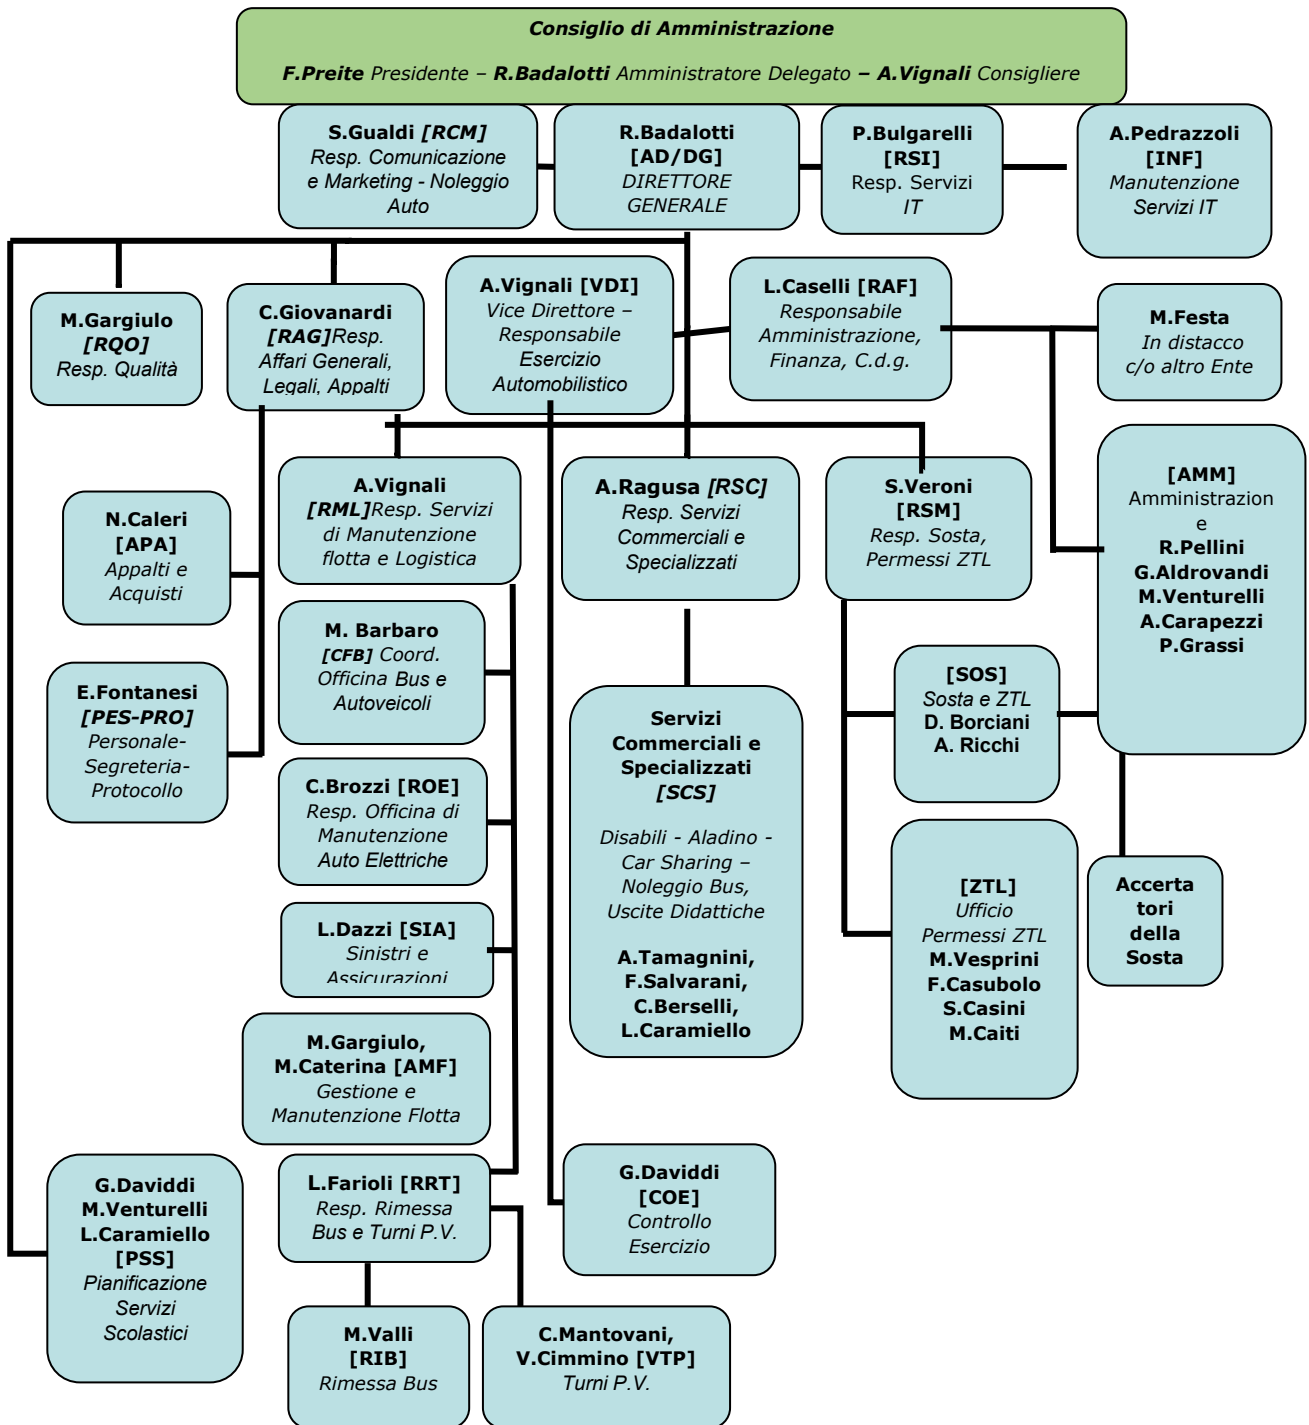 Consiglio di Amministrazione
F.Preite Presidente – R.Badalotti Amministratore Delegato – A.Vignali Consigliere
S.Gualdi [RCM]
Resp. Comunicazione
e Marketing - Noleggio
Auto
R.Badalotti
[AD/DG]
DIRETTORE
GENERALE
P.Bulgarelli
[RSI]
Resp. Servizi
IT
A.Pedrazzoli
[INF]
Manutenzione
Servizi IT
M.Gargiulo
[RQO]
Resp. Qualità
C.Giovanardi
[RAG]Resp.
Affari Generali,
Legali, Appalti
A.Vignali [VDI]
Vice Direttore –
Responsabile
Esercizio
Automobilistico
L.Caselli [RAF]
Responsabile
Amministrazione,
Finanza, C.d.g.
M.Festa
In distacco
c/o altro Ente
N.Caleri
[APA]
Appalti e
Acquisti
A.Vignali
[RML]Resp. Servizi
di Manutenzione
flotta e Logistica
A.Ragusa [RSC]
Resp. Servizi
Commerciali e
Specializzati
S.Veroni
[RSM]
Resp. Sosta,
Permessi ZTL
[AMM]
Amministrazion
e
R.Pellini
G.Aldrovandi
M.Venturelli
A.Carapezzi
P.Grassi
E.Fontanesi
[PES-PRO]
Personale-
Segreteria-
Protocollo
M. Barbaro
[CFB] Coord.
Officina Bus e
Autoveicoli
C.Brozzi [ROE]
Resp. Officina di
Manutenzione
Auto Elettriche
L.Dazzi [SIA]
Sinistri e
Assicurazioni
M.Gargiulo,
M.Caterina [AMF]
Gestione e
Manutenzione Flotta
Servizi
Commerciali e
Specializzati
[SCS]
Disabili - Aladino -
Car Sharing –
Noleggio Bus,
Uscite Didattiche
A.Tamagnini,
F.Salvarani,
C.Berselli,
L.Caramiello
[SOS]
Sosta e ZTL
D. Borciani
A. Ricchi
[ZTL]
Ufficio
Permessi ZTL
M.Vesprini
F.Casubolo
S.Casini
M.Caiti
Accerta
tori
della
Sosta
G.Daviddi
M.Venturelli
L.Caramiello
[PSS]
Pianificazione
Servizi
Scolastici
L.Farioli [RRT]
Resp. Rimessa
Bus e Turni P.V.
G.Daviddi
[COE]
Controllo
Esercizio
M.Valli
[RIB]
Rimessa Bus
C.Mantovani,
V.Cimmino [VTP]
Turni P.V.